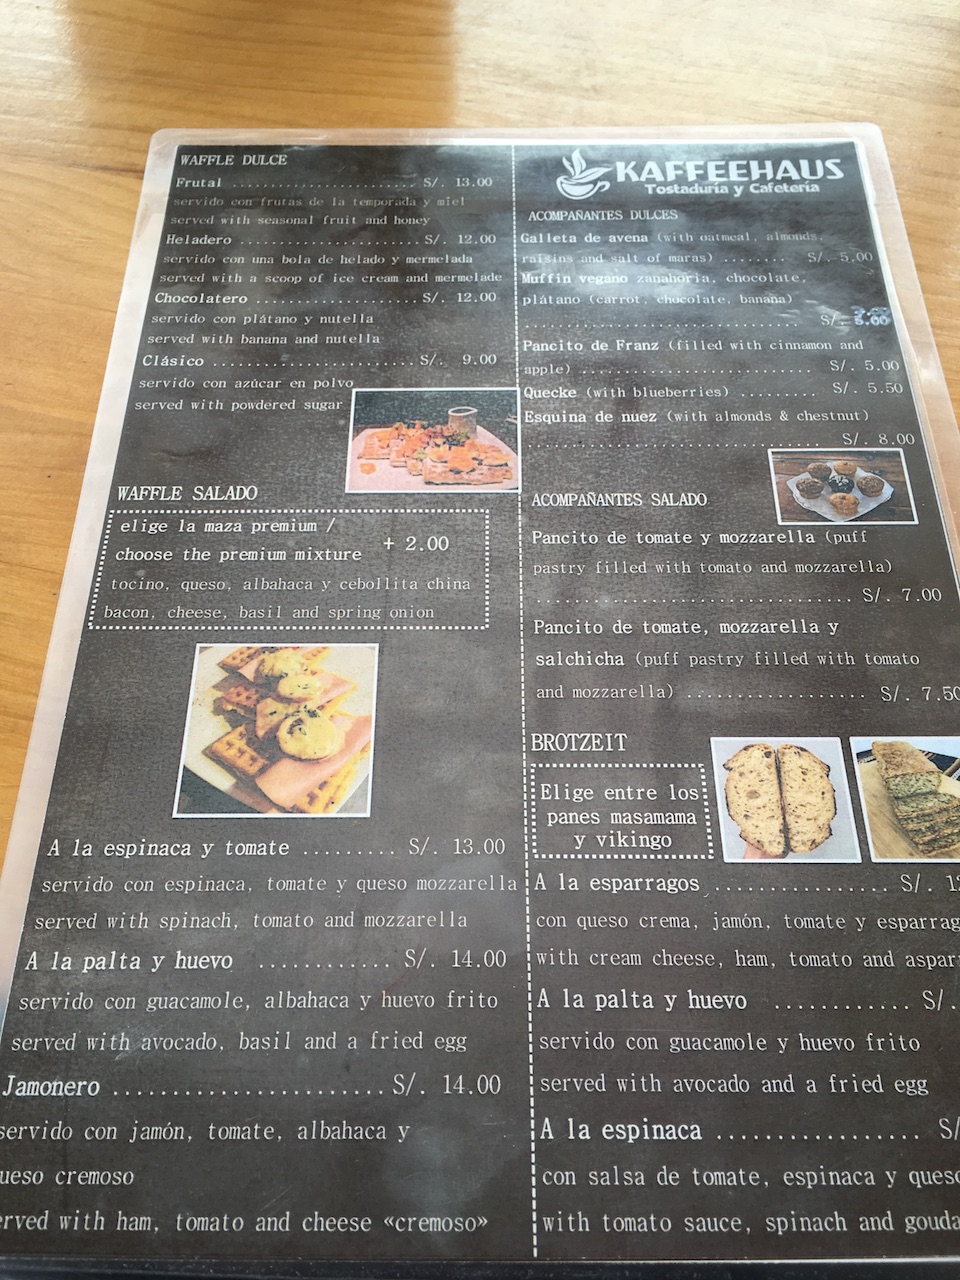 WAFFLE DULCE
Frutal ........................ S/. 13.00
servido con frutas de la temporada y miel
served with seasonal fruit and honey
Heladero ...................... S/. 12.00
servido con una bola de helado y mermelada
served with a scoop of ice cream and mermelade
Chocolatero .................... S/. 12.00
servido con plátano y nutella
served with banana and nutella
Clásico ....................... S/. 9.00
servido con azúcar en polvo
served with powdered sugar
WAFFLE SALADO
elige la maza premium /
choose the premium mixture + 2.00
tocino, queso, albahaca y cebollita china
bacon, cheese, basil and spring onion
A la espinaca y tomate ......... S/. 13.00
servido con espinaca, tomate y queso mozzarella
served with spinach, tomato and mozzarella
A la palta y huevo ............ S/. 14.00
servido con guacamole, albahaca y huevo frito
served with avocado, basil and a fried egg
Jamonero ........................ S/. 14.00
servido con jamón, tomate, albahaca y
ueso cremoso
erved with ham, tomato and cheese «cremoso»
KAFFEEHAUS
Tostaduría y Cafetería
ACOMPAÑANTES DULCES
Galleta de avena (with oatmeal, almonds,
raisins and salt of maras) ........ S/. 5.00
Muffin vegano zanahoria, chocolate,
plátano (carrot, chocolate, banana)
.................................. S/.
Pancito de Franz (filled with cinnamon and
apple) ............................ S/. 5.00
Quecke (with blueberries) ......... S/. 5.50
Esquina de nuez (with almonds & chestnut)
.................................... S/. 8.00
ACOMPAÑANTES SALADO
Pancito de tomate y mozzarella (puff
pastry filled with tomato and mozzarella)
.................................. S/. 7.00
Pancito de tomate, mozzarella y
salchicha (puff pastry filled with tomato
and mozzarella) .................. S/. 7.50
BROTZEIT
Elige entre los
panes masamama
y vikingo
A la esparragos ................ S/. 12
con queso crema, jamón, tomate y esparrag
with cream cheese, ham, tomato and aspar
A la palta y huevo ............ S/.
servido con guacamole y huevo frito
served with avocado and a fried egg
A la espinaca ................. S/
con salsa de tomate, espinaca y queso
with tomato sauce, spinach and gouda